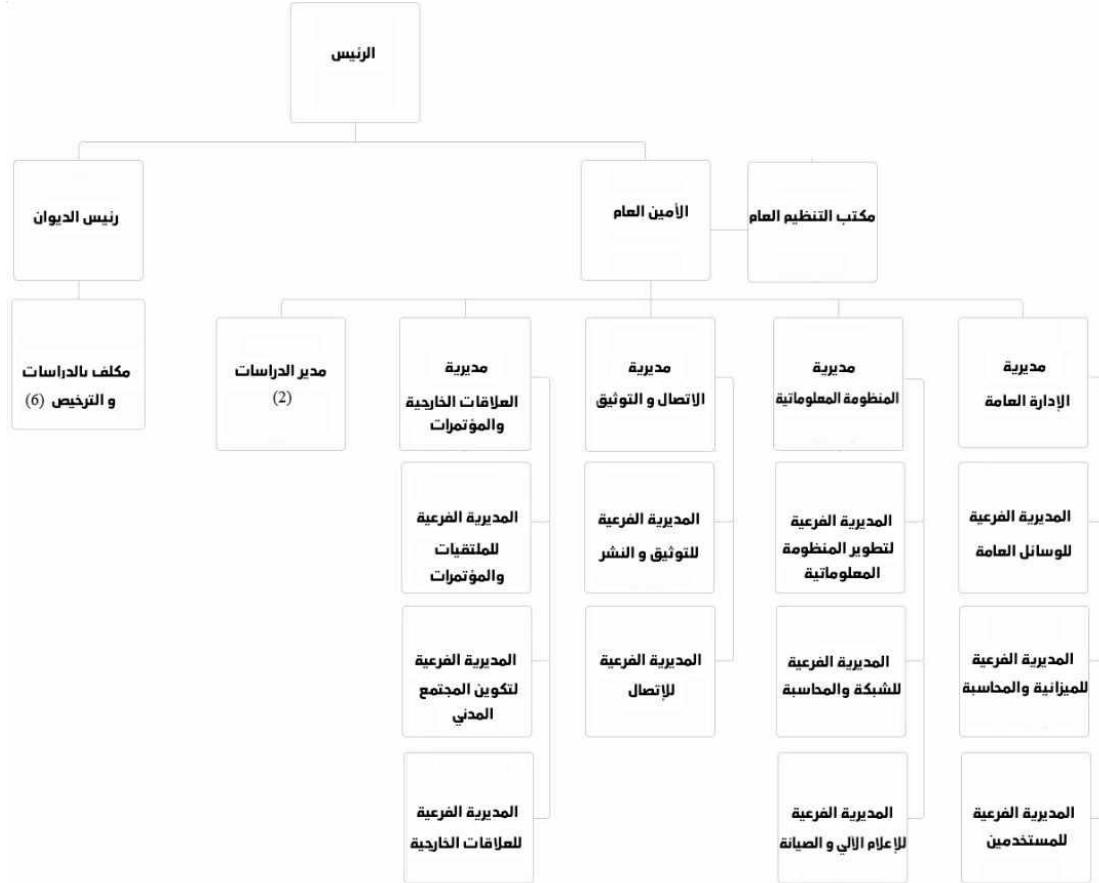 الرئيس
مكتب التنظيم العام
الأمين العام
رئيس الديوان
مديرية
الإدارة العامة
مديرية
المنظومة المعلوماتية
مديرية
الاتصال و التوثيق
مديرية
العلاقات الخارجية
والمؤتمرات
مدير الدراسات
(2)
مكلف بالدراسات
و الترخيص (6)
المديرية الفرعية
للوسائل العامة
المديرية الفرعية
لتطوير المنظومة
المعلوماتية
المديرية الفرعية
للتوثيق و النشر
المديرية الفرعية
للملتقيات
والمؤتمرات
المديرية الفرعية
للميزانية والمحاسبة
المديرية الفرعية
للشبكة والمحاسبة
المديرية الفرعية
للإتصال
المديرية الفرعية
لتكوين المجتمع
المدني
المديرية الفرعية
للمستخدمين
المديرية الفرعية
للإعلام الآلي و الصيانة
المديرية الفرعية
للعلاقات الخارجية